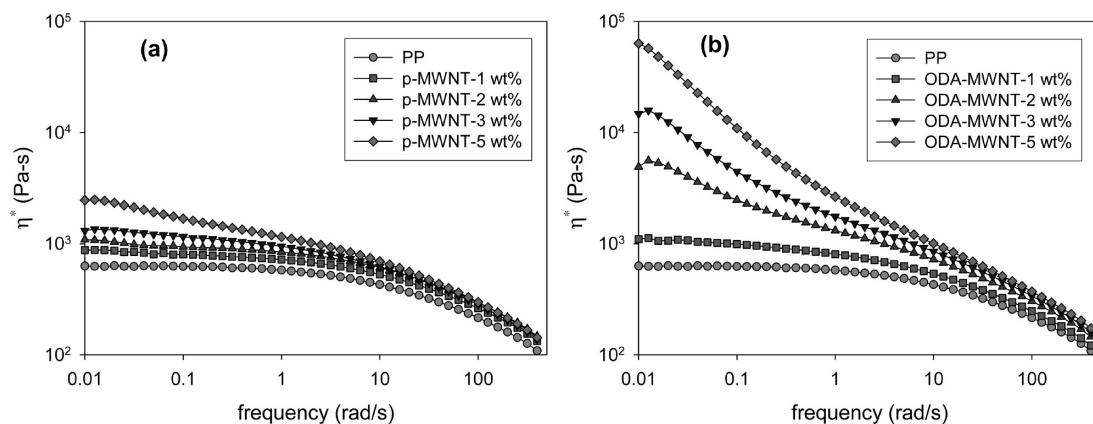 (a)
10^5
10^4
10^3
10^2
η* (Pa-s)
PP
p-MWNT-1 wt%
p-MWNT-2 wt%
p-MWNT-3 wt%
p-MWNT-5 wt%
0.01 0.1 1 10 100
frequency (rad/s)
(b)
10^5
10^4
10^3
10^2
η* (Pa-s)
PP
ODA-MWNT-1 wt%
ODA-MWNT-2 wt%
ODA-MWNT-3 wt%
ODA-MWNT-5 wt%
0.01 0.1 1 10 100
frequency (rad/s)